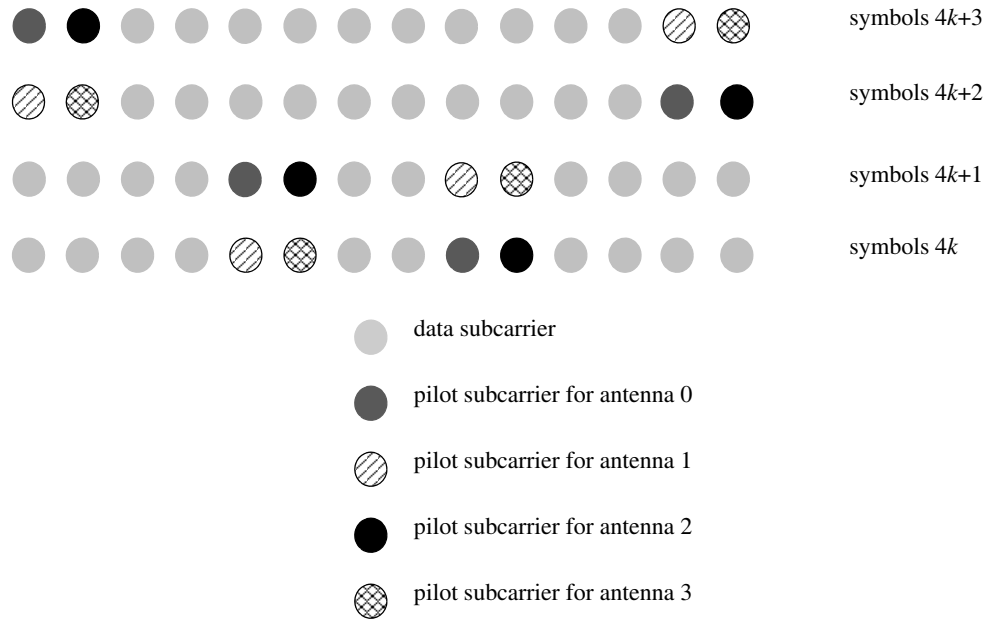 symbols 4k+3
symbols 4k+2
symbols 4k+1
symbols 4k
data subcarrier
pilot subcarrier for antenna 0
pilot subcarrier for antenna 1
pilot subcarrier for antenna 2
pilot subcarrier for antenna 3